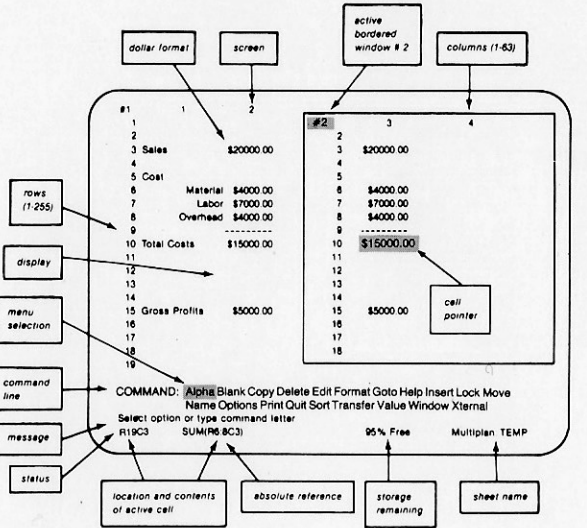 active
bordered
window # 2
dollar format
screen
columns (1-63)
#1 1 2
#2 3 4
1
2 2
3 Sales $20000.00 3 $20000.00
4 4
5 Cost 5
6 Material $4000.00 6 $4000.00
7 Labor $7000.00 7 $7000.00
8 Overhead $4000.00 8 $4000.00
9 --------- 9 ---------
10 Total Costs $15000.00 10 $15000.00
11 11
12 12
13 13
14 14
15 Gross Profits $5000.00 15 $5000.00
16 16
17 17
18 18
19
rows
(1-255)
display
menu
selection
cell
pointer
command
line
COMMAND: Alpha Blank Copy Delete Edit Format Goto Help Insert Lock Move
Name Options Print Quit Sort Transfer Value Window Xternal
message
Select option or type command letter
R19C3 SUM(R6:8C3) 95% Free Multiplan TEMP
status
location and contents
of active cell
absolute reference
storage
remaining
sheet name